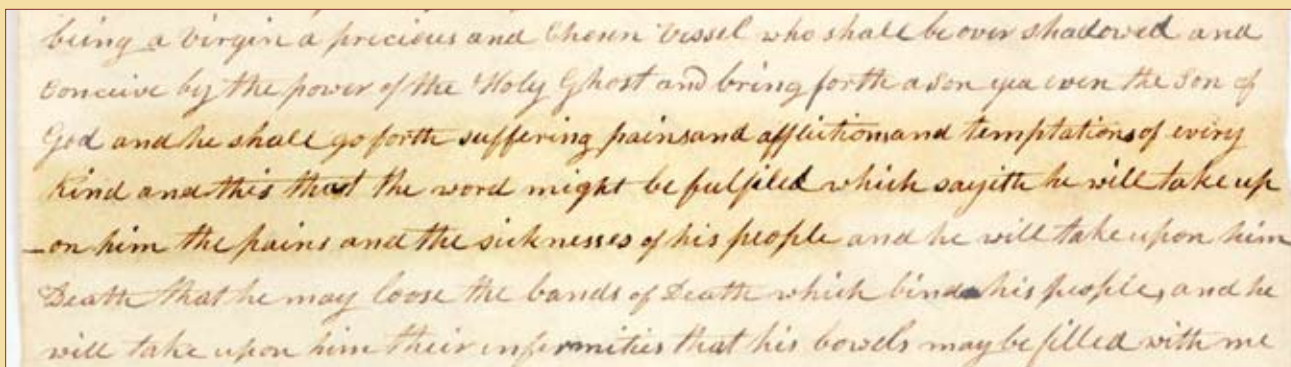 being a virgin a precious and Chosen vessel who shall be over shadowed and
conceive by the power of the Holy Ghost and bring forth a Son yea even the Son of
God and he shall go forth suffering pains and afflictions and temptations of every
kind and this that the word might be fulfiled which sayith he will take up
-on him the pains and the sicknesses of his people and he will take upon him
Death that he may loose the bands of Death which binds his people, and he
will take upon him their infirmities that his bowels may be filled with me